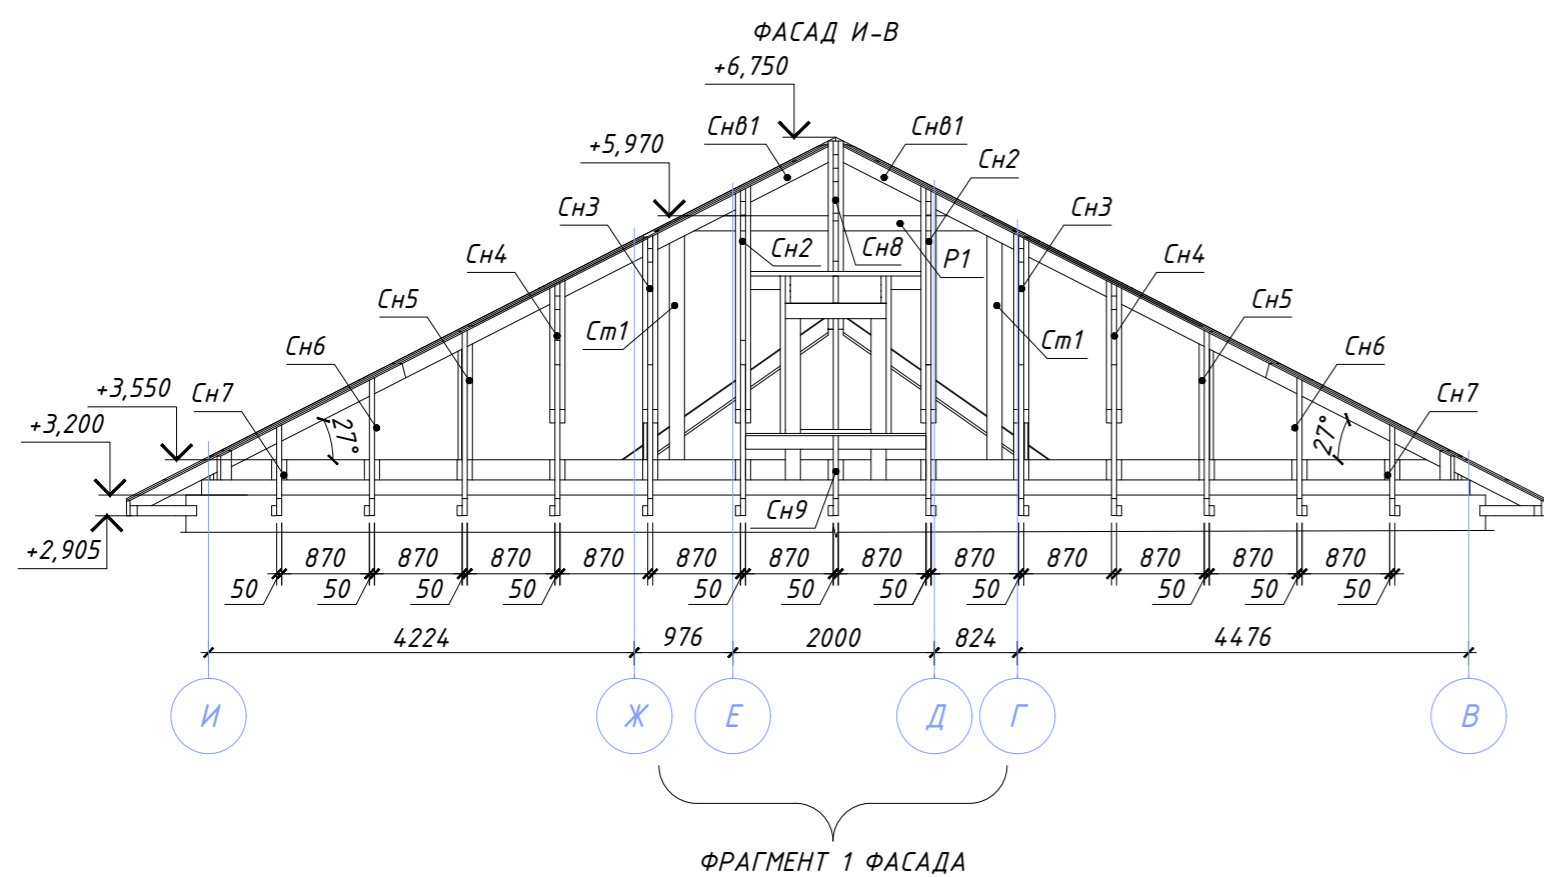 ФАСАД И-В
+6,750
+5,970
+3,550
+3,200
+2,905
Снв1
Снв1
Сн2
Сн3
Сн3
Сн4
Сн2
Сн8
Р1
Сн4
Сн5
Сн5
Ст1
Ст1
Сн6
Сн6
Сн7
Сн7
27°
27°
Сн9
870 870 870 870 870 870 870 870 870 870 870 870
50 50 50 50 50 50 50 50 50 50 50
4224 976 2000 824 4476
И Ж Е Д Г В
ФРАГМЕНТ 1 ФАСАДА